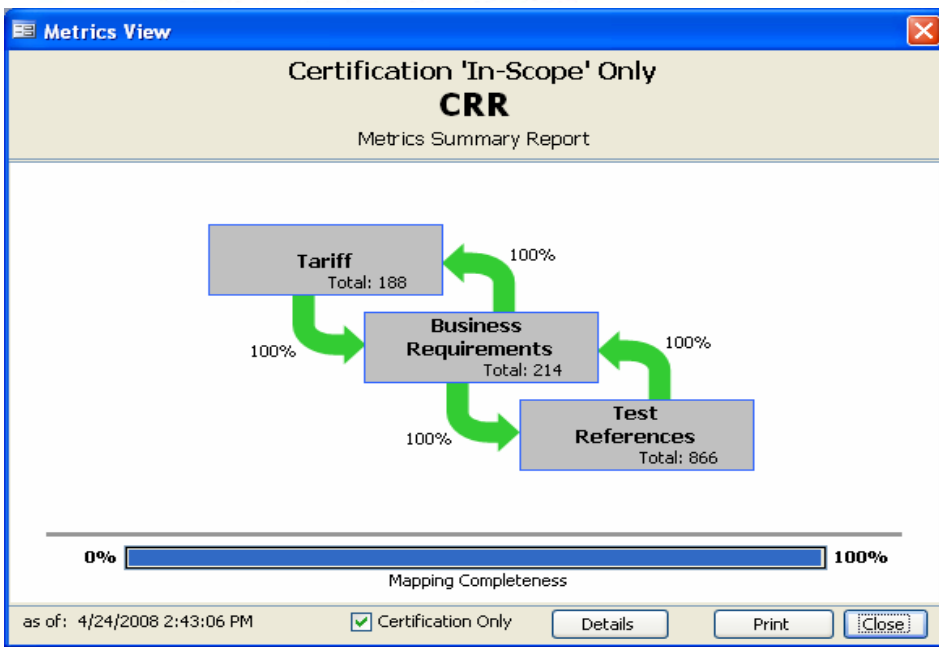 Metrics View
Certification 'In-Scope' Only
CRR
Metrics Summary Report
Tariff
Total: 188
100%
100%
Business
Requirements
Total: 214
100%
100%
Test
References
Total: 866
0%
100%
Mapping Completeness
as of: 4/24/2008 2:43:06 PM
Certification Only
Details
Print
Close